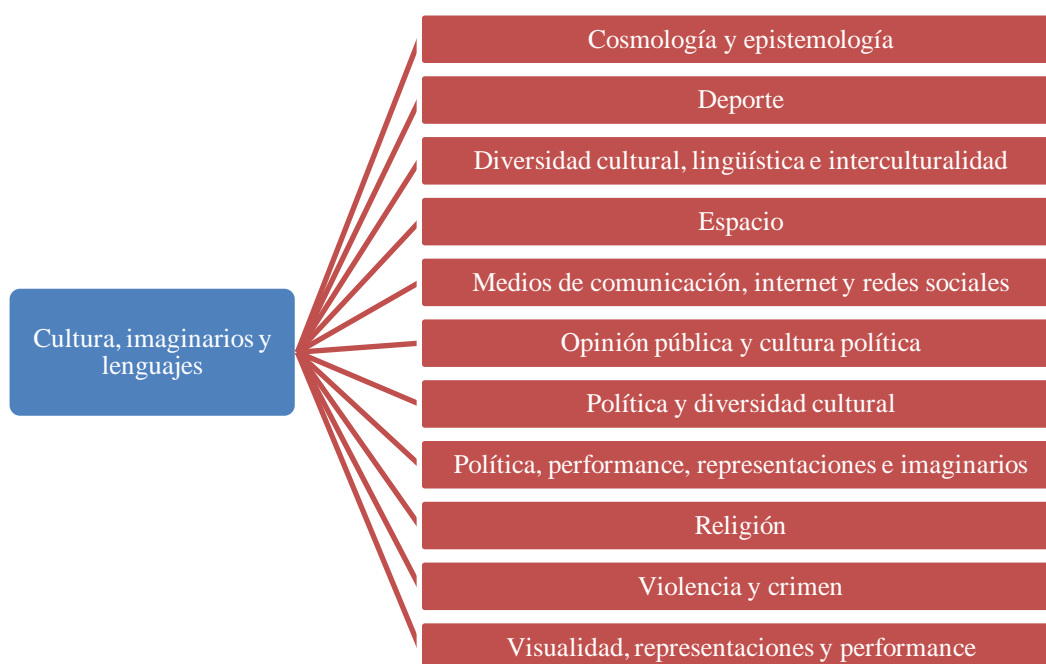 Cosmología y epistemología
Deporte
Diversidad cultural, lingüística e interculturalidad
Espacio
Medios de comunicación, internet y redes sociales
Cultura, imaginarios y
lenguajes
Opinión pública y cultura política
Política y diversidad cultural
Política, performance, representaciones e imaginarios
Religión
Violencia y crimen
Visualidad, representaciones y performance